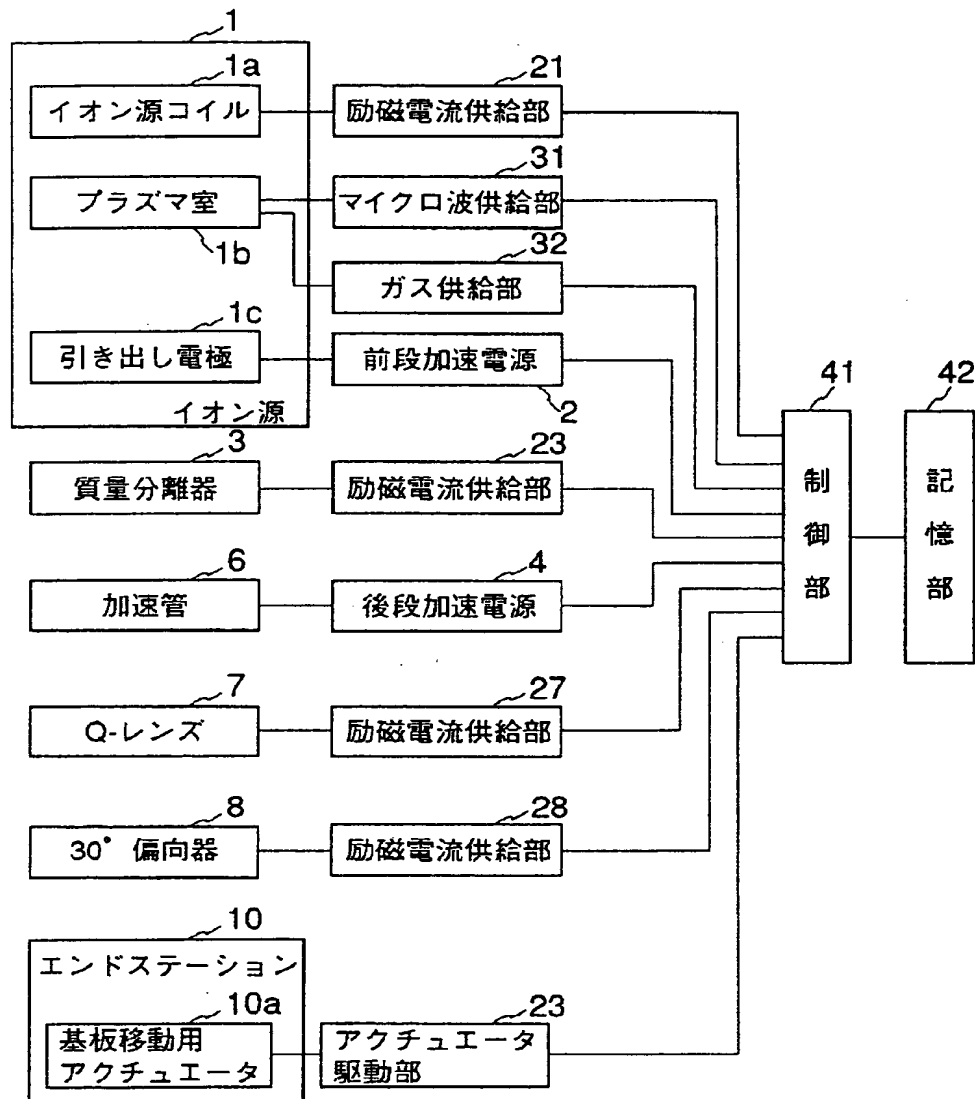 1
1a
イオン源コイル
21
励磁電流供給部
プラズマ室
1b
31
マイクロ波供給部
32
ガス供給部
1c
引き出し電極
前段加速電源
2
イオン源
41
制御部
42
記憶部
3
質量分離器
23
励磁電流供給部
6
加速管
4
後段加速電源
7
Q-レンズ
27
励磁電流供給部
8
30°偏向器
28
励磁電流供給部
10
エンドステーション
10a
基板移動用
アクチュエータ
23
アクチュエータ
駆動部